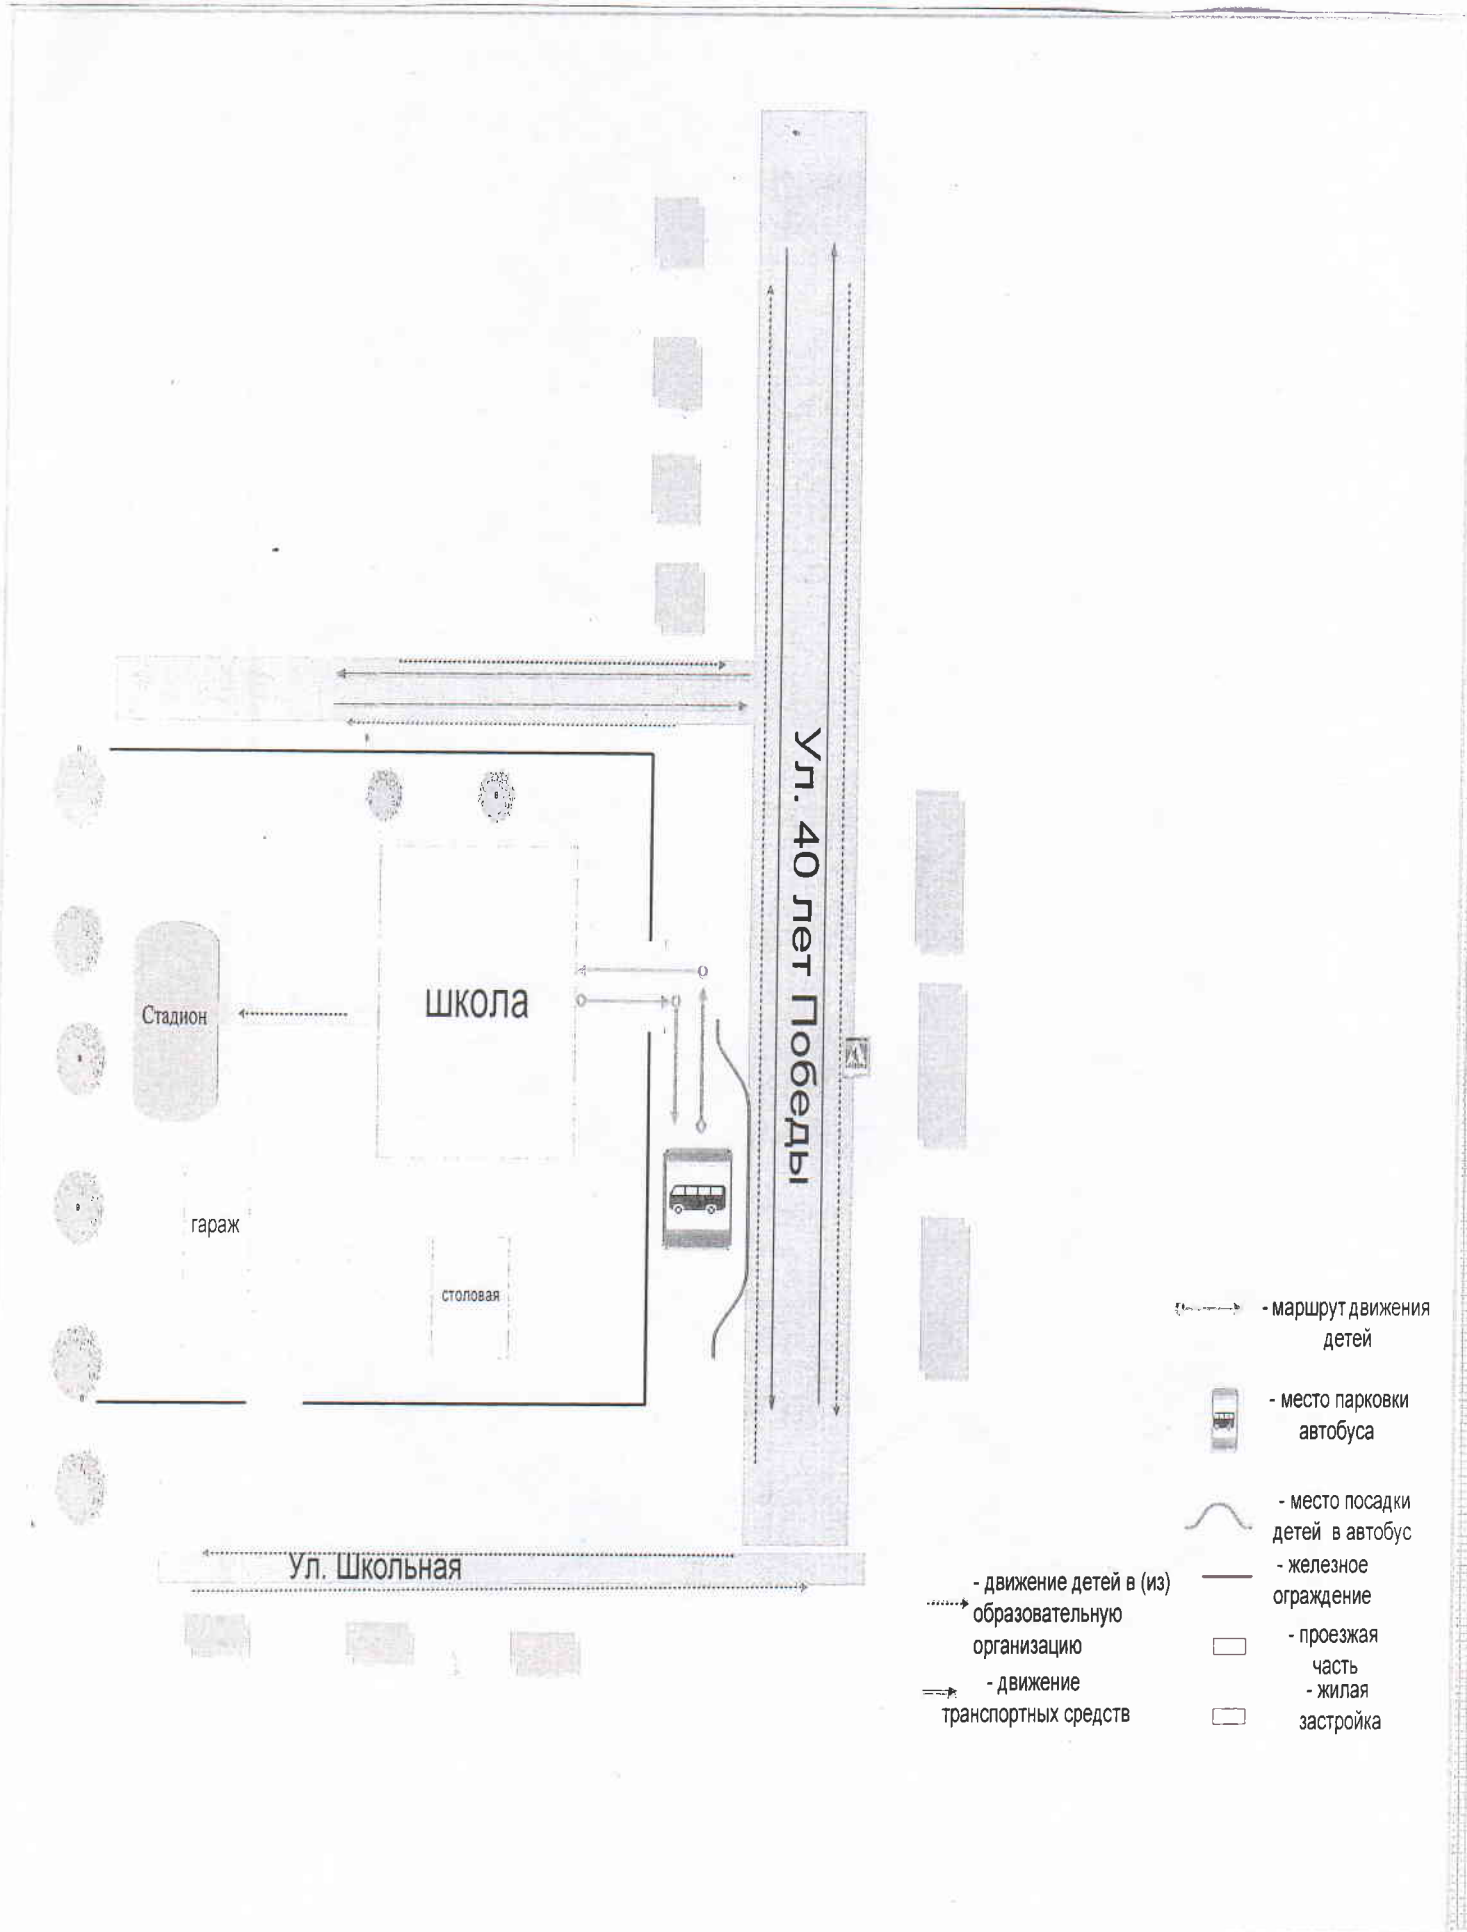 Ул. 40 лет Победы
Стадион
школа
гараж
столовая
Ул. Школьная
- маршрут движения
детей
- место парковки
автобуса
- место посадки
детей в автобус
- железное
ограждение
- проезжая
часть
- жилая
застройка
- движение детей в (из)
образовательную
организацию
- движение
транспортных средств